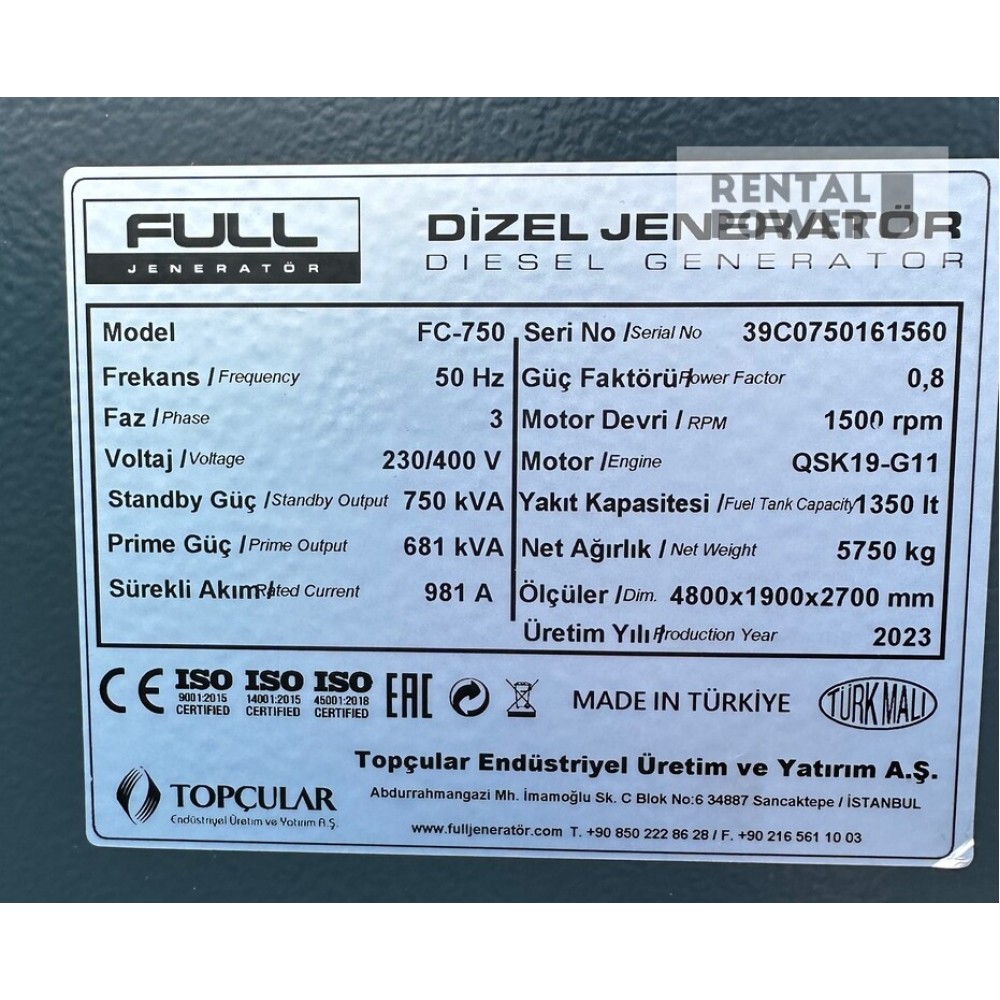 RENTAL
POWER
FULL
JENERATÖR
DİZEL JENERATÖR
DIESEL GENERATOR
Model FC-750
Frekans / Frequency 50 Hz
Faz / Phase 3
Voltaj / Voltage 230/400 V
Standby Güç / Standby Output 750 kVA
Prime Güç / Prime Output 681 kVA
Sürekli Akım / Rated Current 981 A
Seri No / Serial No 39C0750161560
Güç Faktörü / Power Factor 0,8
Motor Devri / RPM 1500 rpm
Motor / Engine QSK19-G11
Yakıt Kapasitesi / Fuel Tank Capacity 1350 lt
Net Ağırlık / Net Weight 5750 kg
Ölçüler / Dim. 4800x1900x2700 mm
Üretim Yılı / Production Year 2023
CE
ISO 9001:2015 CERTIFIED
ISO 14001:2015 CERTIFIED
ISO 45001:2018 CERTIFIED
EAC
MADE IN TÜRKİYE
TÜRK MALI
Topçular Endüstriyel Üretim ve Yatırım A.Ş.
TOPÇULAR
Endüstriyel Üretim ve Yatırım A.Ş.
Abdurrahmangazi Mh. İmamoğlu Sk. C Blok No:6 34887 Sancaktepe / İSTANBUL
www.fulljeneratör.com T. +90 850 222 86 28 / F. +90 216 561 10 03